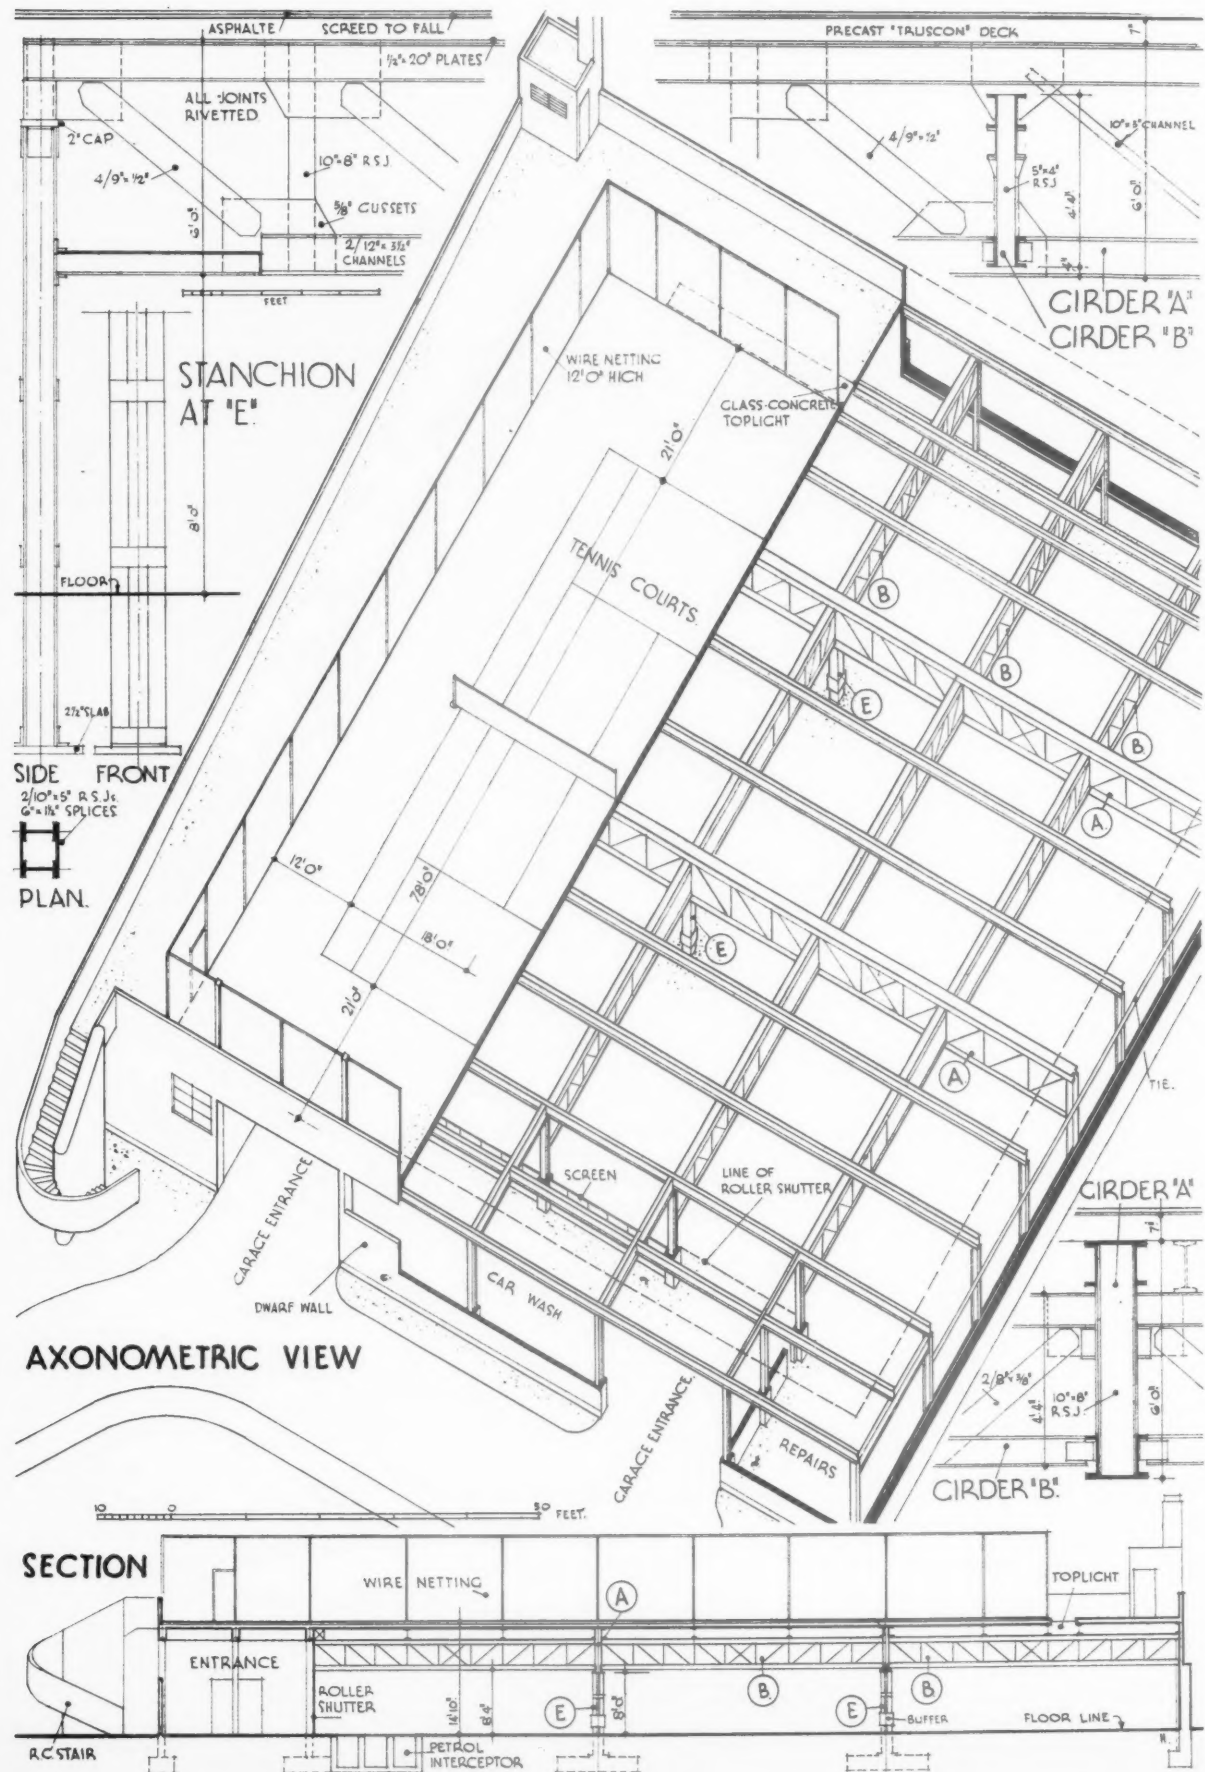 ASPHALTE
SCREED TO FALL
½"× 20" PLATES
PRECAST "TRUSCON" DECK
7"
ALL JOINTS
RIVETTED
2" CAP
4/9"× ½"
10"× 8" R.S.J.
⅝" GUSSETS
6'0"
2/12"× 3½"
CHANNELS
FEET
4/9"× ½"
10"× 3" CHANNEL
5"× 4"
R.S.J.
4'4"
6'0"
4"
GIRDER "A"
GIRDER "B"
STANCHION
AT "E".
8'0"
FLOOR
2½" SLAB
SIDE
FRONT
2/10"× 5" R.S.Js.
6"× 1½" SPLICES
PLAN.
WIRE NETTING
12'0" HIGH
GLASS-CONCRETE
TOPLIGHT
21'0"
TENNIS COURTS.
B
B
B
E
A
12'0"
78'0"
18'0"
21'0"
E
A
TIE.
SCREEN
LINE OF
ROLLER SHUTTER
GARAGE ENTRANCE
CAR WASH
DWARF WALL
GARAGE ENTRANCE.
REPAIRS
AXONOMETRIC VIEW
GIRDER "A"
7"
2/8"× ⅜"
10"× 8"
R.S.J.
4'4"
6'0"
GIRDER "B".
10
0
50
FEET.
SECTION
WIRE NETTING
A
TOPLIGHT
ENTRANCE
ROLLER
SHUTTER
14'10"
8'4"
E
8'0"
B
E
B
BUFFER
FLOOR LINE
R.C. STAIR
PETROL
INTERCEPTOR
H.